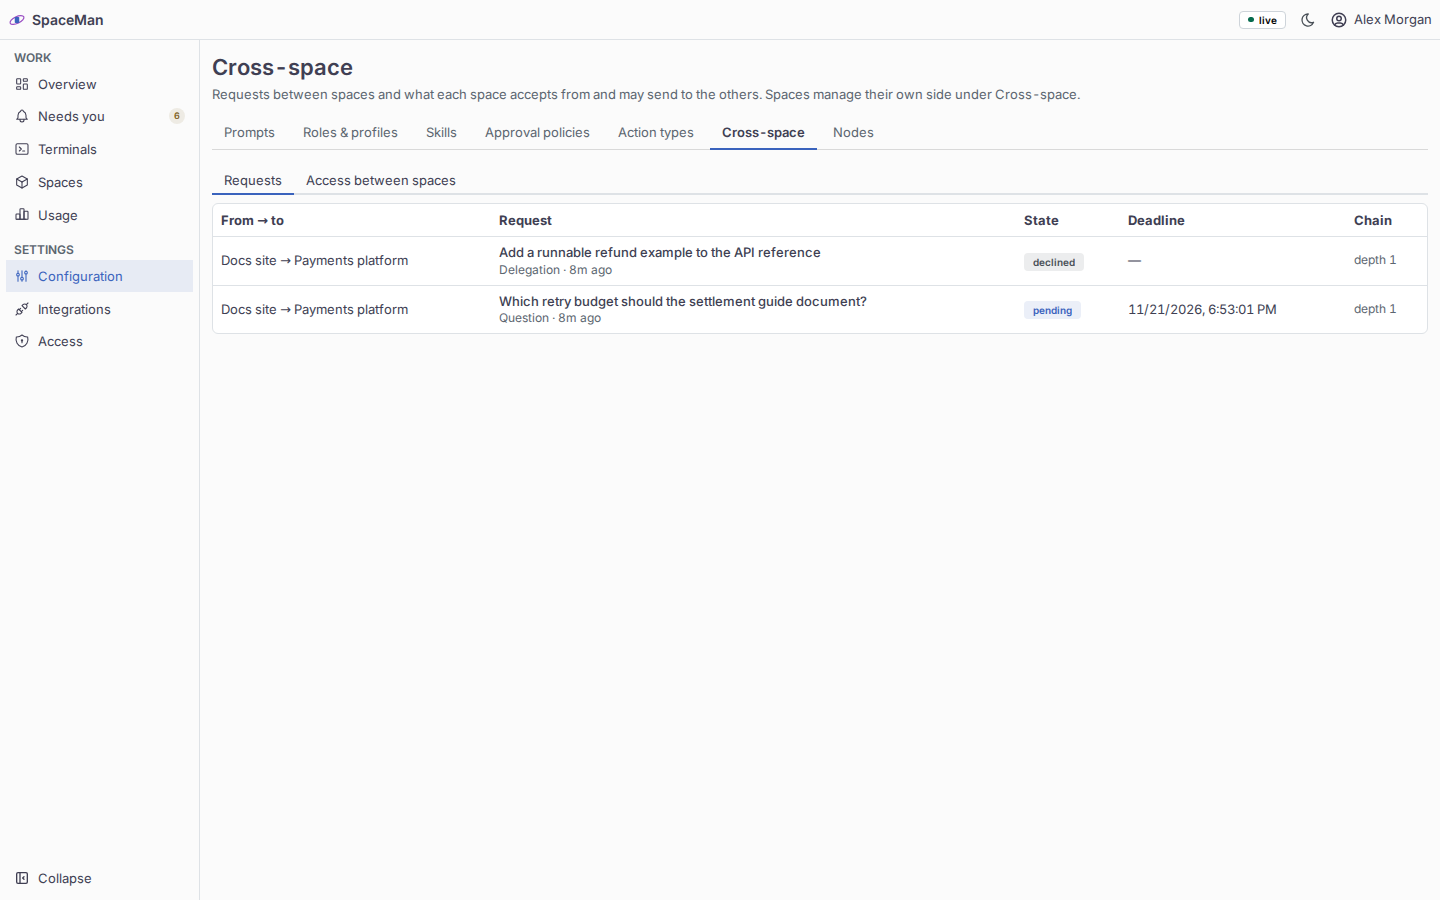 SpaceMan
live
Alex Morgan
WORK
Overview
Needs you
6
Terminals
Spaces
Usage
SETTINGS
Configuration
Integrations
Access
Collapse
Cross-space
Requests between spaces and what each space accepts from and may send to the others. Spaces manage their own side under Cross-space.
Prompts Roles & profiles Skills Approval policies Action types Cross-space Nodes
Requests Access between spaces
From → to Request State Deadline Chain
Docs site → Payments platform Add a runnable refund example to the API reference declined — depth 1
Delegation · 8m ago
Docs site → Payments platform Which retry budget should the settlement guide document? pending 11/21/2026, 6:53:01 PM depth 1
Question · 8m ago